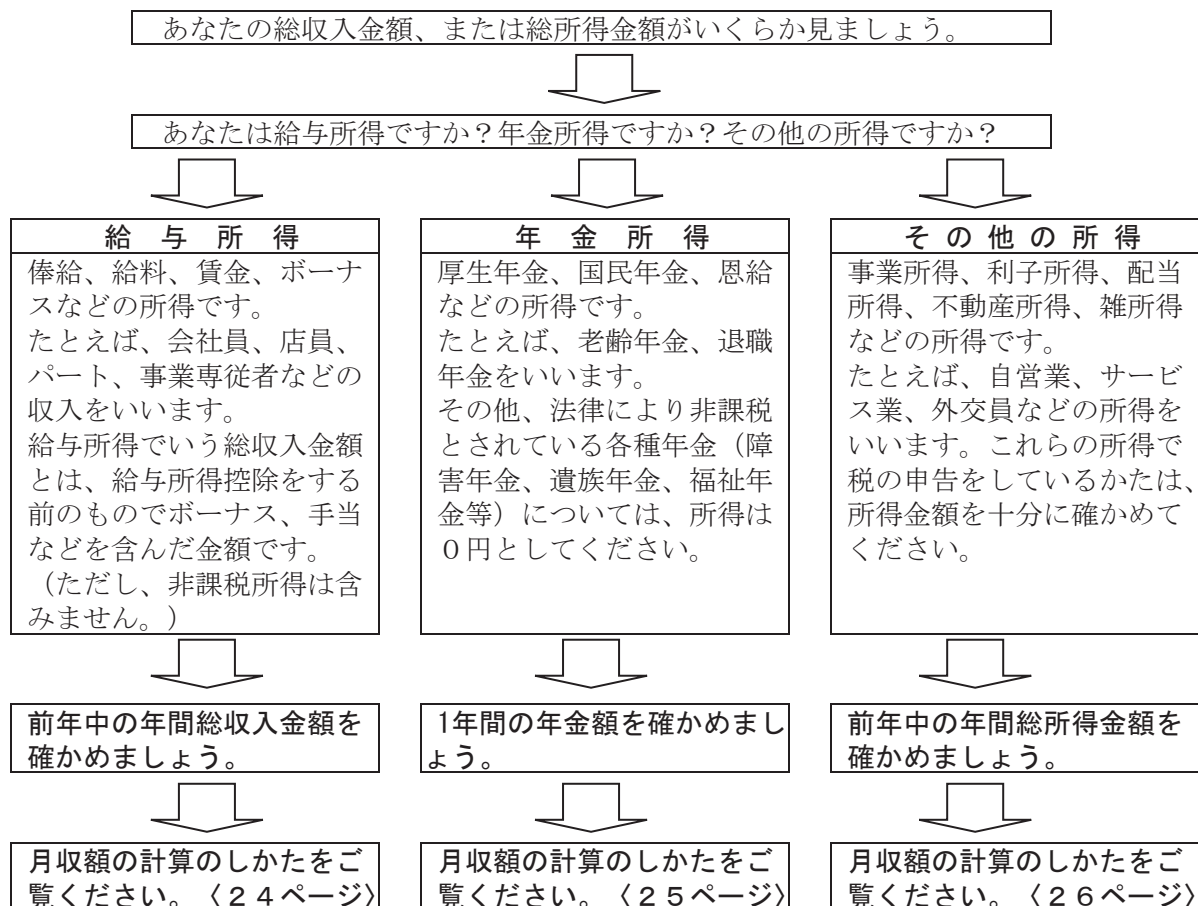 あなたの総収入金額、または総所得金額がいくらか見ましょう。
あなたは給与所得ですか？年金所得ですか？その他の所得ですか？
給与所得
俸給、給料、賃金、ボーナ
スなどの所得です。
たとえば、会社員、店員、
パート、事業専従者などの
収入をいいます。
給与所得でいう総収入金額
とは、給与所得控除をする
前のものでボーナス、手当
などを含んだ金額です。
（ただし、非課税所得は含
みません。）
前年中の年間総収入金額を
確かめましょう。
月収額の計算のしかたをご
覧ください。〈２４ページ〉
年金所得
厚生年金、国民年金、恩給
などの所得です。
たとえば、老齢年金、退職
年金をいいます。
その他、法律により非課税
とされている各種年金（障
害年金、遺族年金、福祉年
金等）については、所得は
０円としてください。
1年間の年金額を確かめまし
ょう。
月収額の計算のしかたをご
覧ください。〈２５ページ〉
その他の所得
事業所得、利子所得、配当
所得、不動産所得、雑所得
などの所得です。
たとえば、自営業、サービ
ス業、外交員などの所得を
いいます。これらの所得で
税の申告をしているかたは、
所得金額を十分に確かめて
ください。
前年中の年間総所得金額を
確かめましょう。
月収額の計算のしかたをご
覧ください。〈２６ページ〉